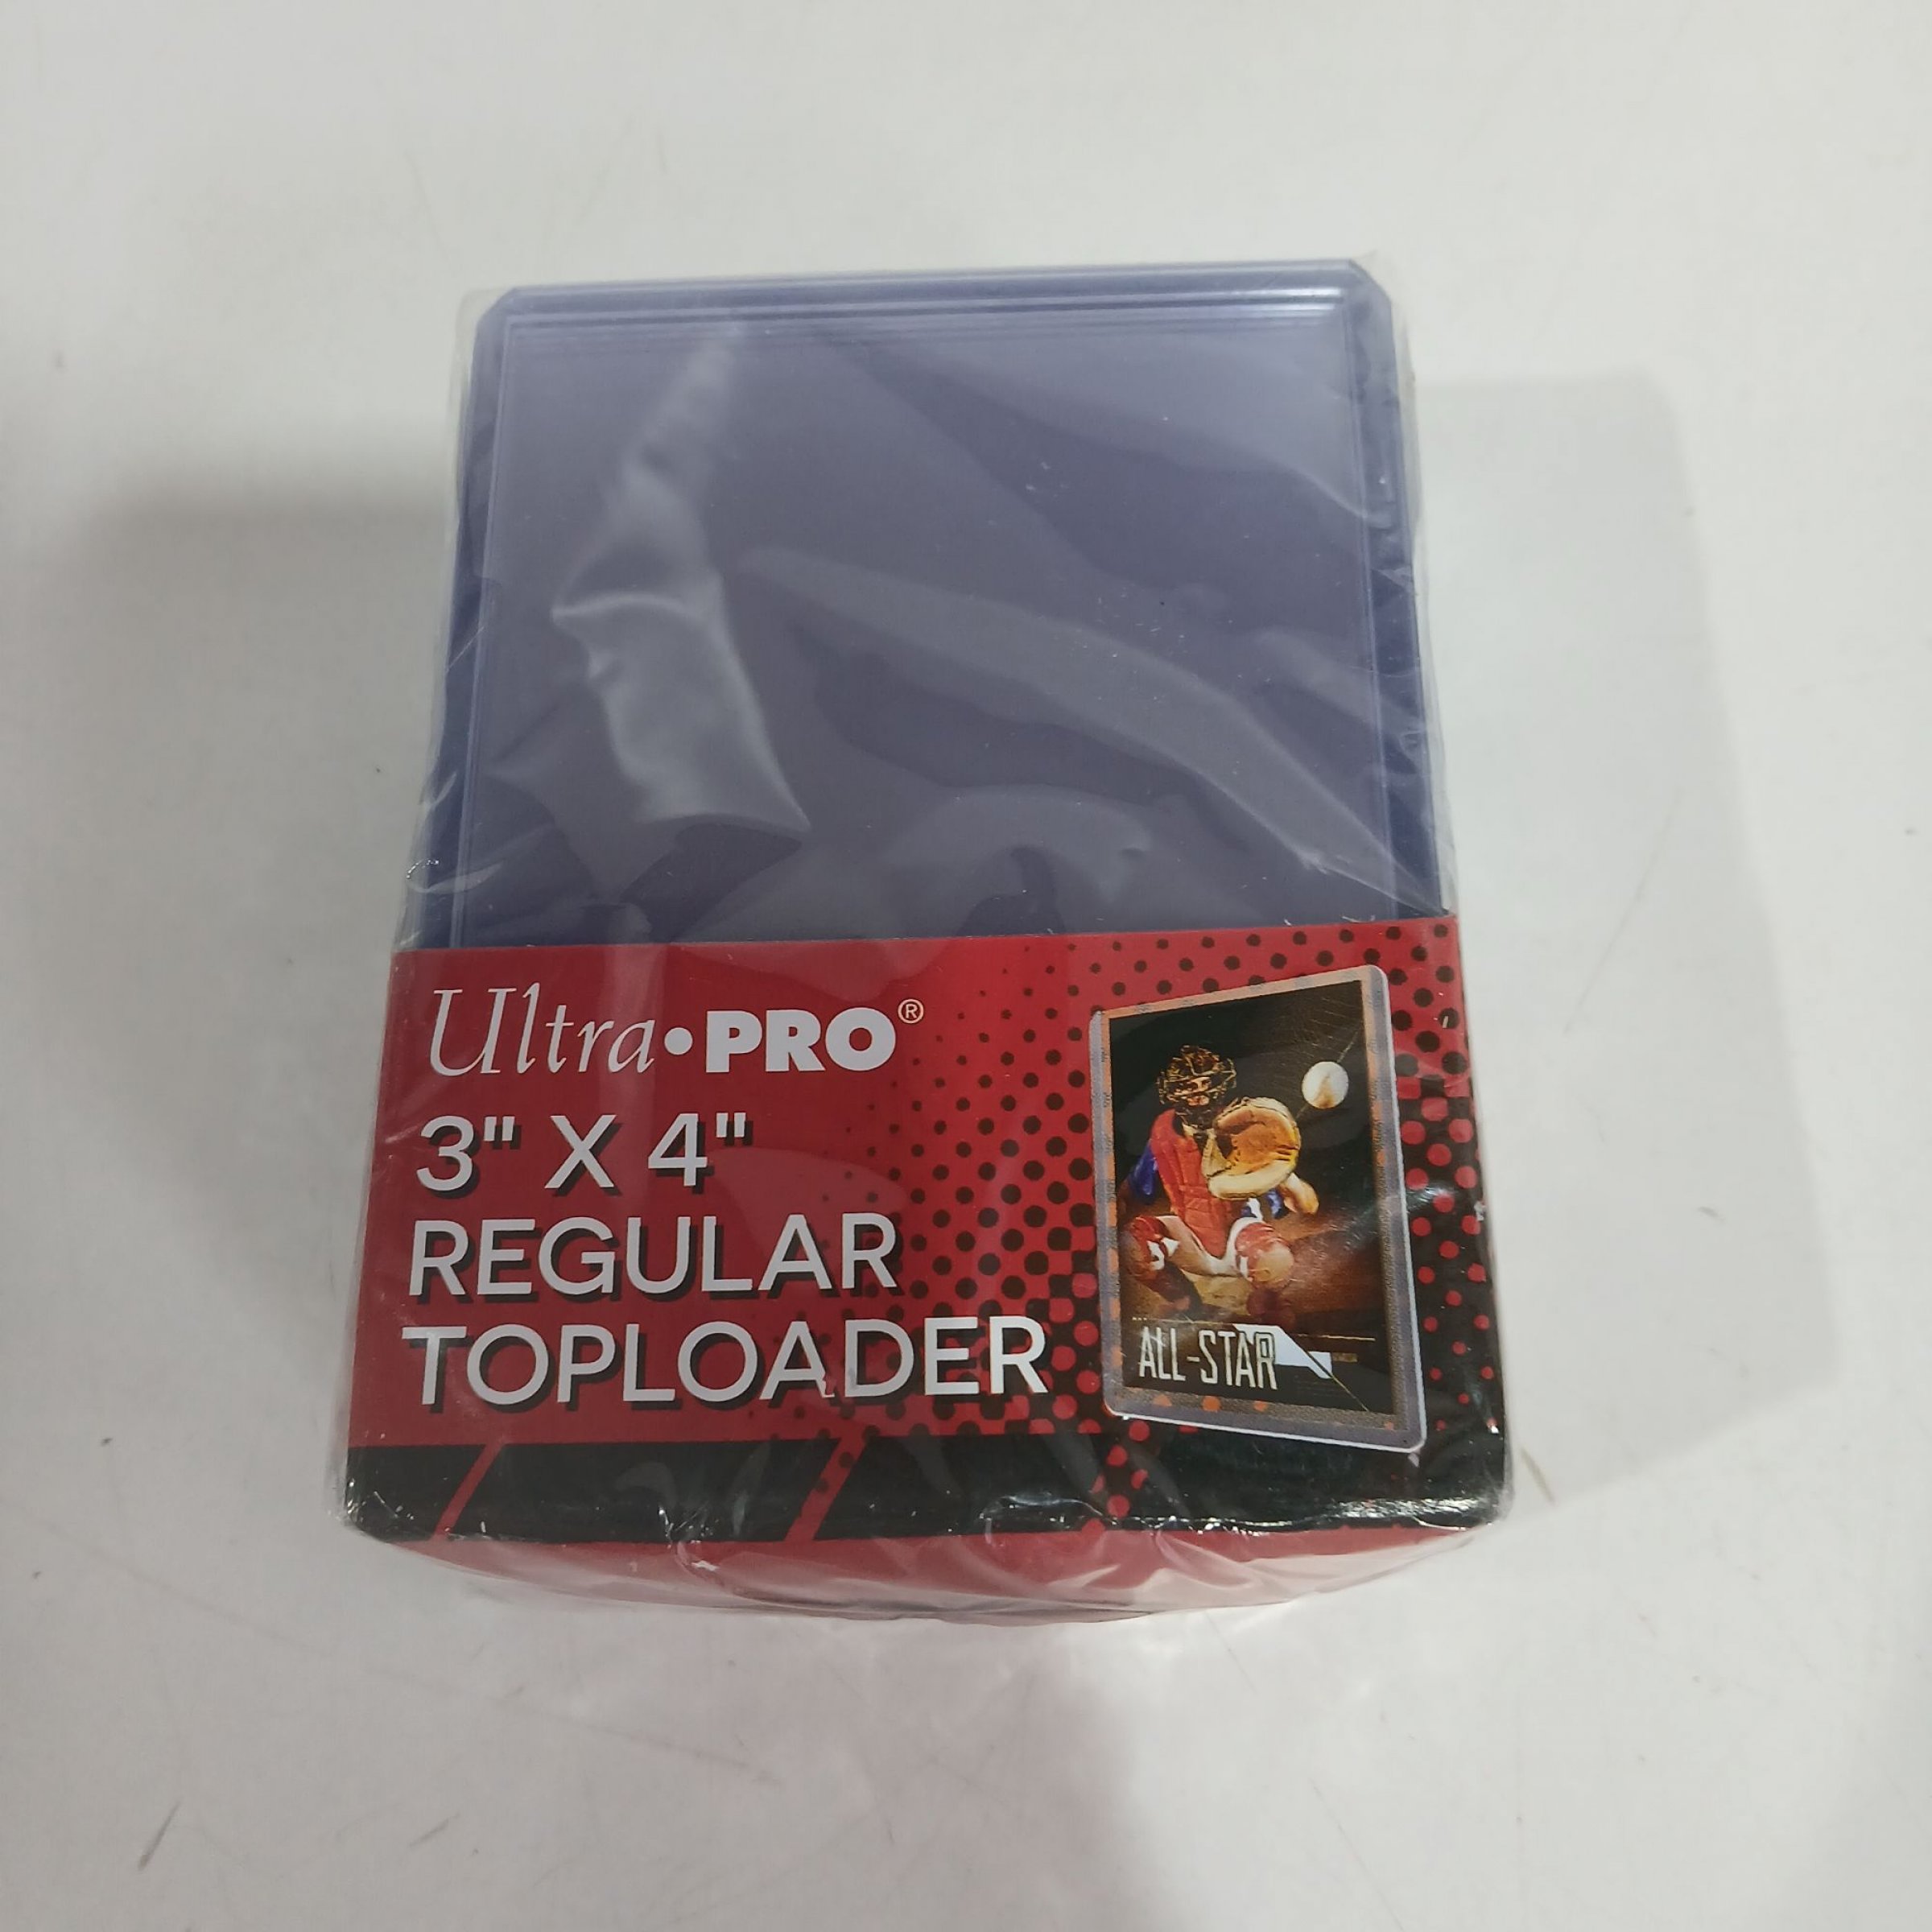 Ultra•PRO®
3" X 4"
REGULAR
TOPLOADER
ALL-STAR